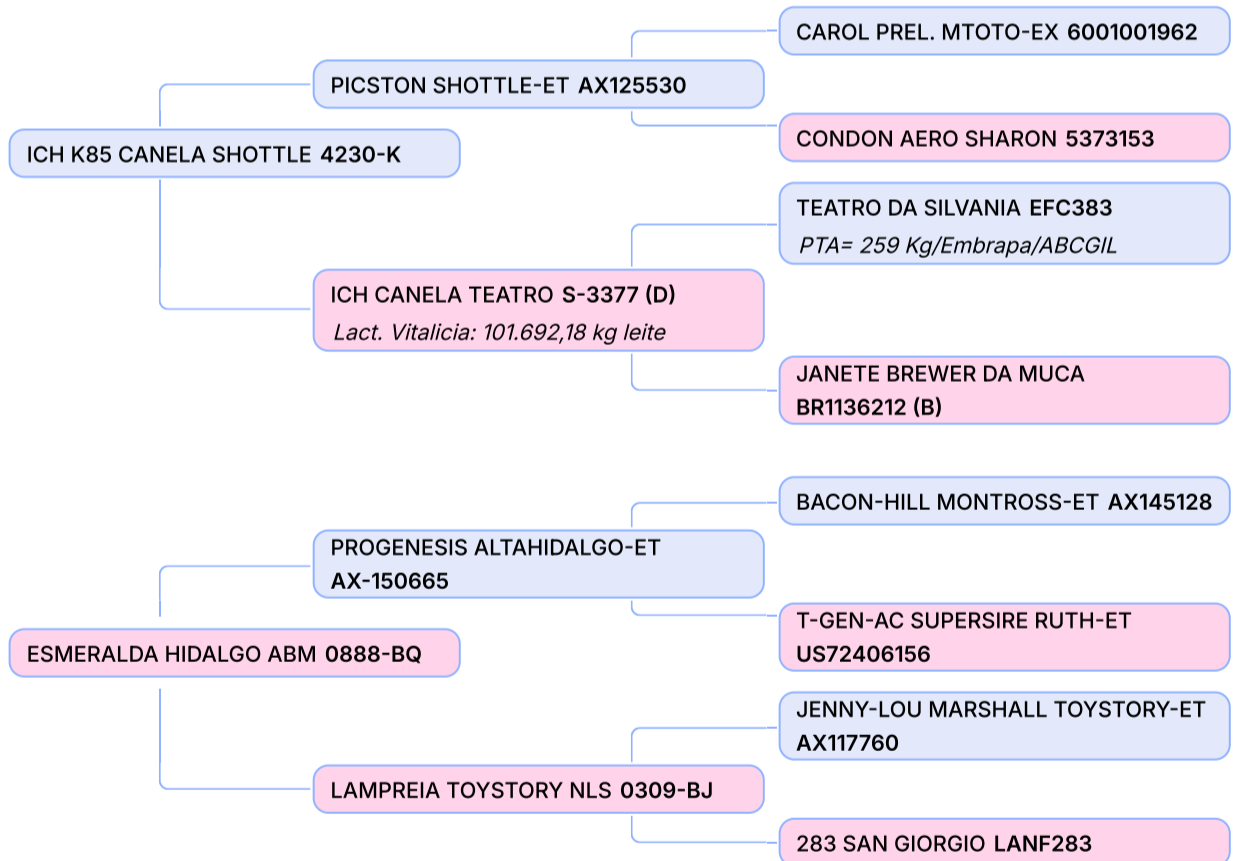 CAROL PREL. MTOTO-EX 6001001962
PICSTON SHOTTLE-ET AX125530
CONDON AERO SHARON 5373153
ICH K85 CANELA SHOTTLE 4230-K
TEATRO DA SILVANIA EFC383
PTA= 259 Kg/Embrapa/ABCGIL
ICH CANELA TEATRO S-3377 (D)
Lact. Vitalicia: 101.692,18 kg leite
JANETE BREWER DA MUCA
BR1136212 (B)
BACON-HILL MONTROSS-ET AX145128
PROGENESIS ALTAHIDALGO-ET
AX-150665
T-GEN-AC SUPERSIRE RUTH-ET
US72406156
ESMERALDA HIDALGO ABM 0888-BQ
JENNY-LOU MARSHALL TOYSTORY-ET
AX117760
LAMPREIA TOYSTORY NLS 0309-BJ
283 SAN GIORGIO LANF283